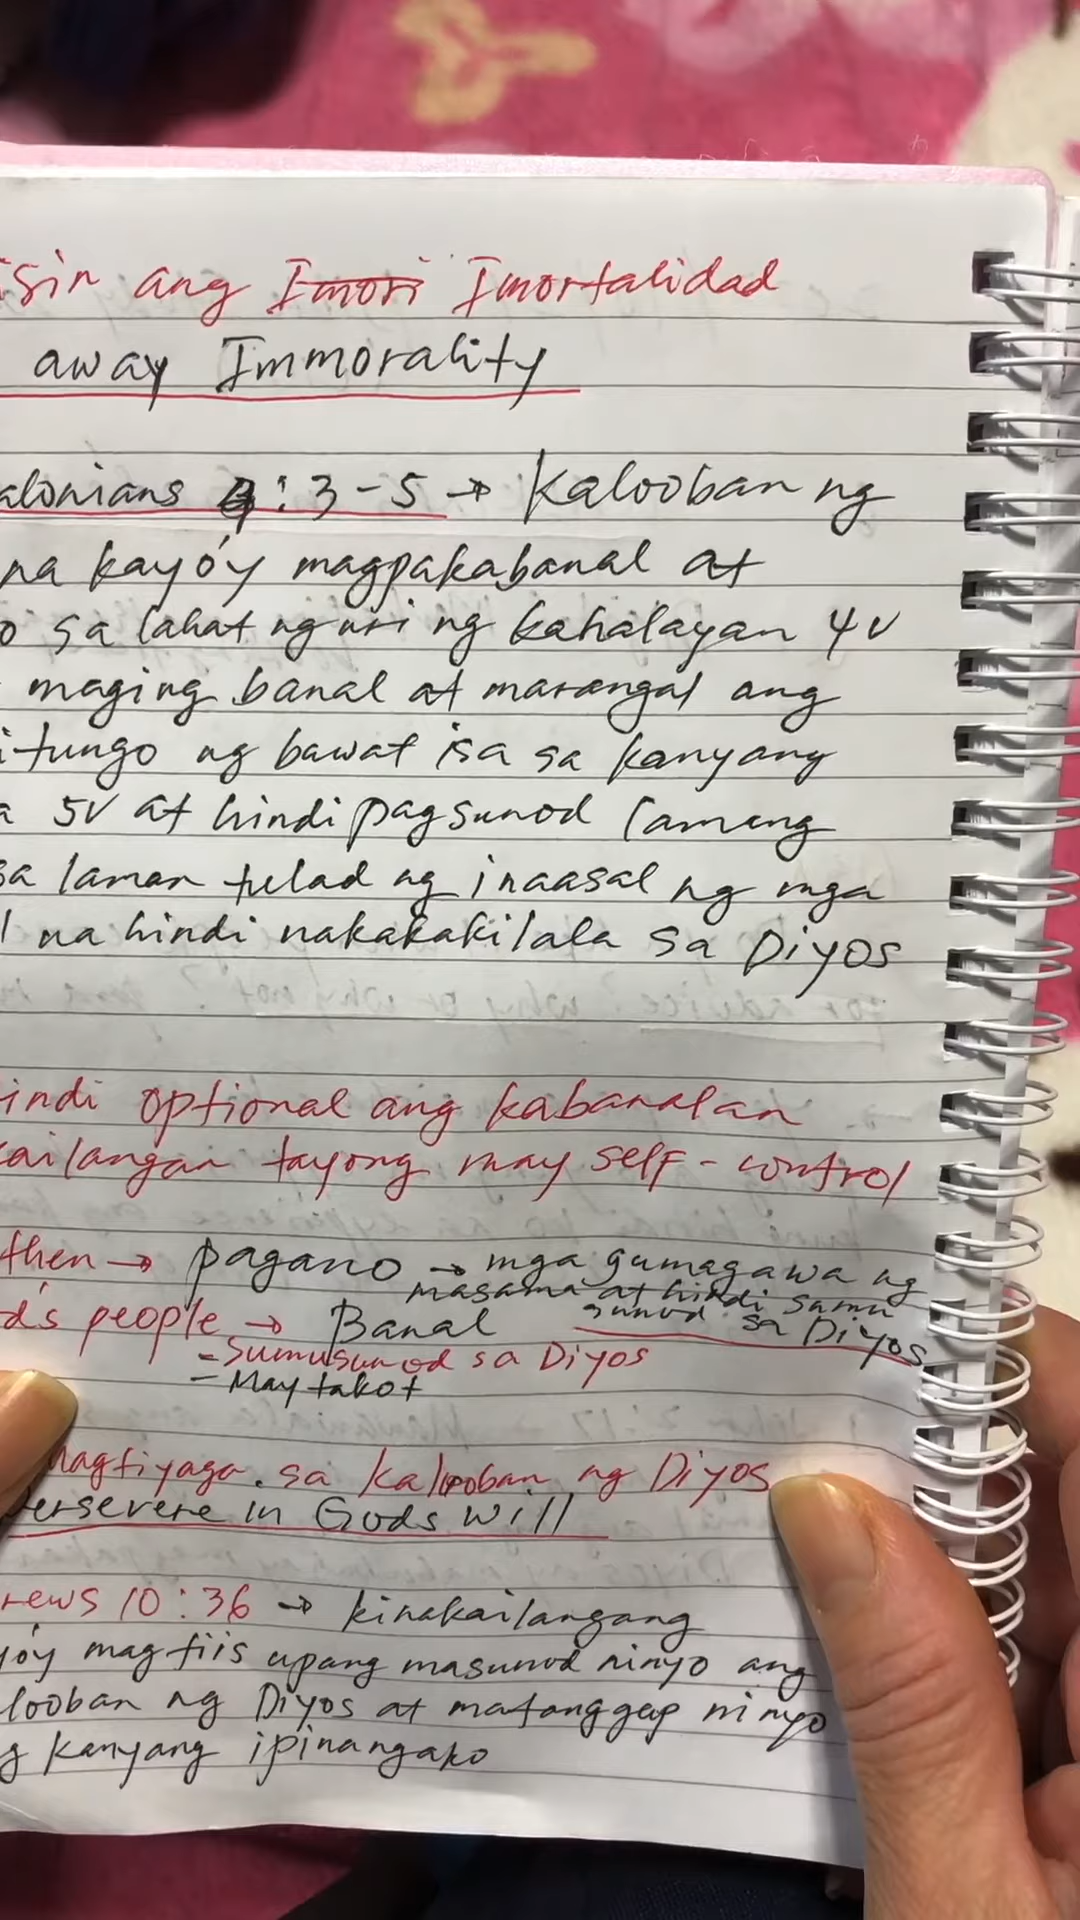 isin ang Imori Imortalidad
away Immorality
alonians 4:3-5 → Kalooban ng
na kayo'y magpakabanal at
o sa lahat ng uri ng kahalayan 4v
maging banal at marangal ang
itungo ng bawat isa sa kanyang
a 5v at hindi pagsunod lamang
sa laman tulad ng inaasal ng mga
l na hindi nakakakilala sa Diyos
indi optional ang kabanalan
kailangan tayong may self-control
then → pagano → mga gumagawa ng
masama at hindi sumu
sunod sa Diyos
d's people → Banal
- Sumusunod sa Diyos
- May takot
Magtiyaga sa kalooban ng Diyos
Persevere in Gods will
rews 10:36 → kinakailangang
yo'y magtiis upang masunod ninyo ang
looban ng Diyos at matanggap ninyo
g kanyang ipinangako